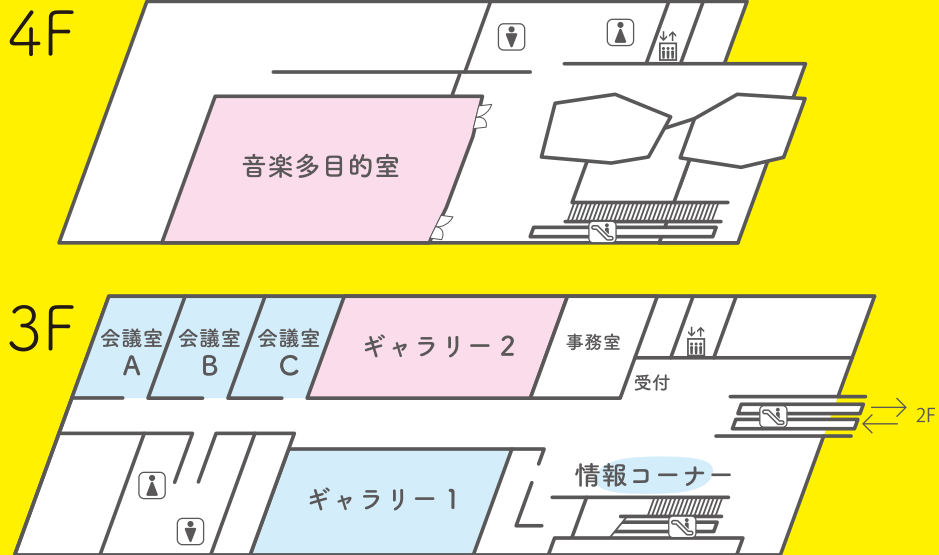 4F
音楽多目的室
3F
会議室
A
会議室
B
会議室
C
ギャラリー2
事務室
受付
2F
情報コーナー
ギャラリー1